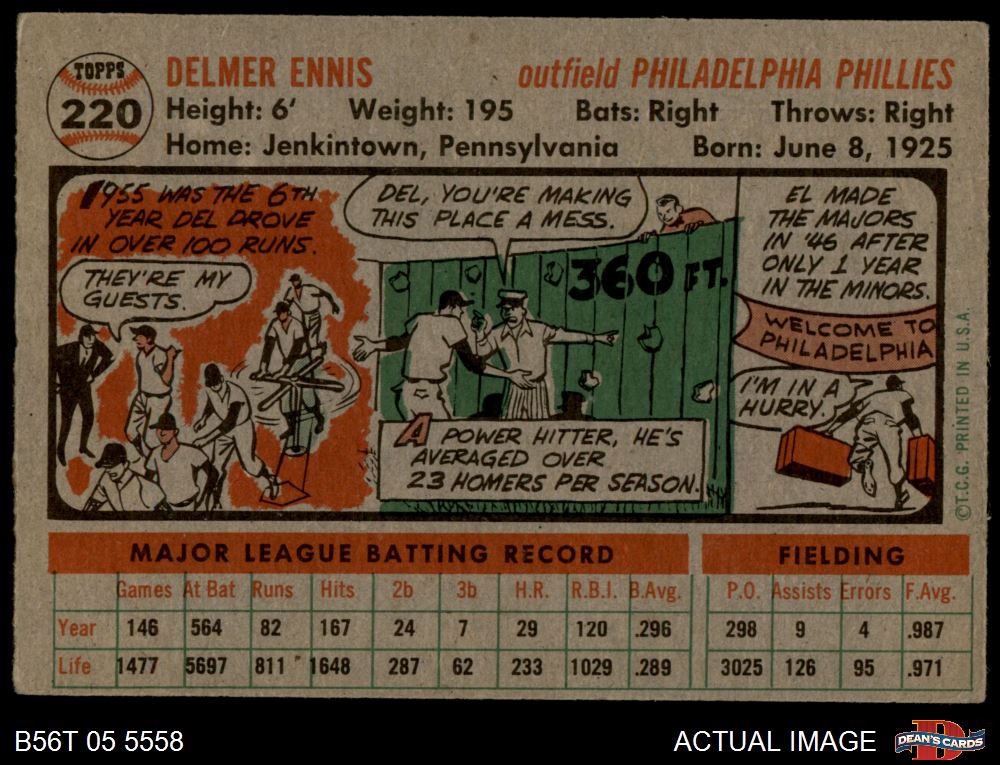 TOPPS
220
DELMER ENNIS
outfield PHILADELPHIA PHILLIES
Height: 6' Weight: 195 Bats: Right Throws: Right
Home: Jenkintown, Pennsylvania Born: June 8, 1925
1955 WAS THE 6TH
YEAR DEL DROVE
IN OVER 100 RUNS.
THEY'RE MY
GUESTS.
DEL, YOU'RE MAKING
THIS PLACE A MESS.
360 FT.
A POWER HITTER, HE'S
AVERAGED OVER
23 HOMERS PER SEASON.
EL MADE
THE MAJORS
IN '46 AFTER
ONLY 1 YEAR
IN THE MINORS.
WELCOME TO
PHILADELPHIA
I'M IN A
HURRY.
©T.C.G. PRINTED IN U.S.A.
MAJOR LEAGUE BATTING RECORD FIELDING
Games At Bat Runs Hits 2b 3b H.R. R.B.I. B.Avg. P.O. Assists Errors F.Avg.
Year 146 564 82 167 24 7 29 120 .296 298 9 4 .987
Life 1477 5697 811 1648 287 62 233 1029 .289 3025 126 95 .971
B56T 05 5558 ACTUAL IMAGE
DEAN'S CARDS